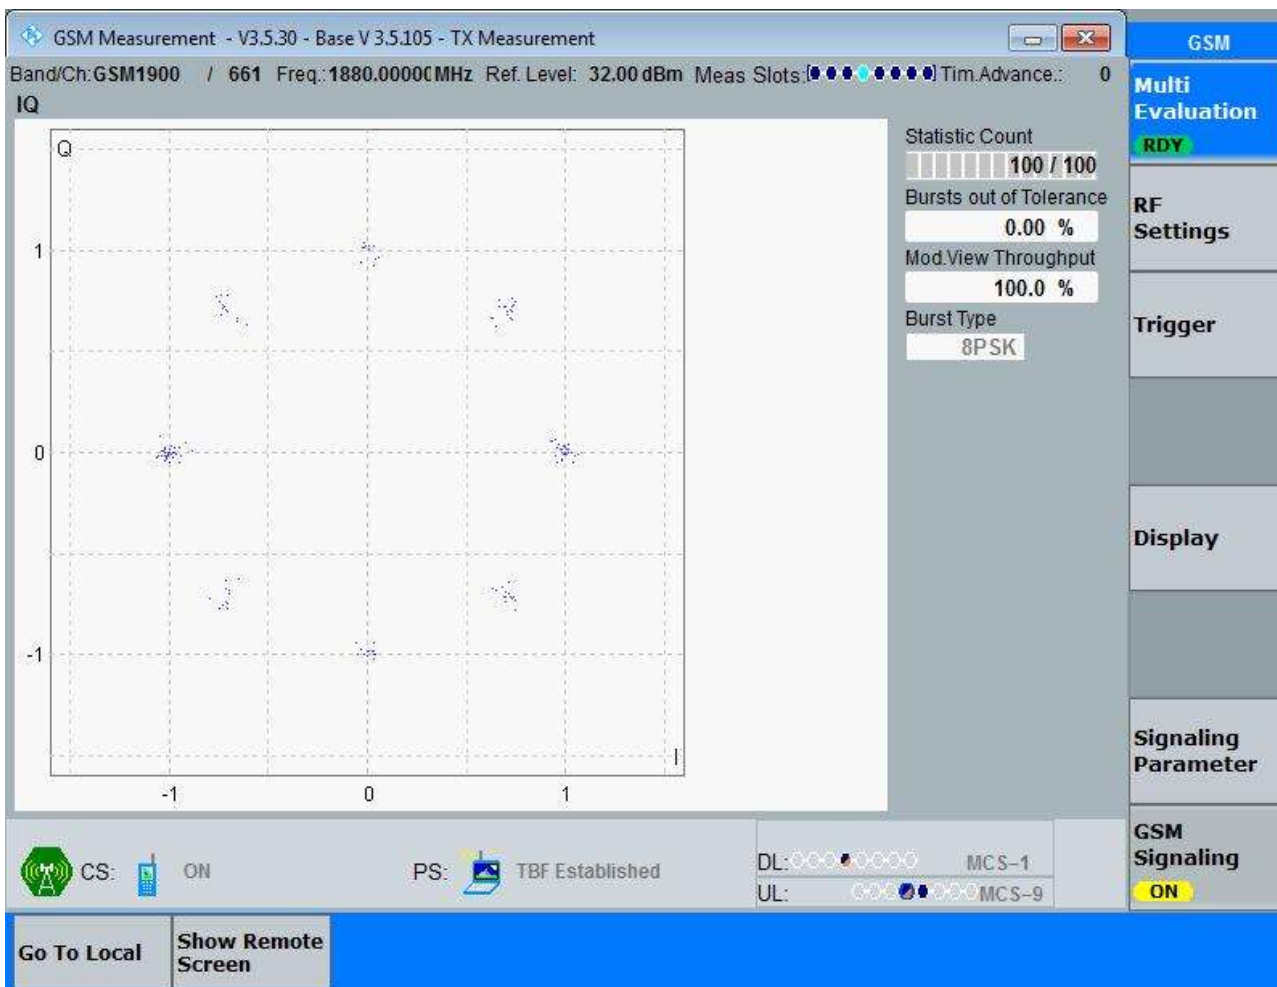 GSM Measurement - V3.5.30 - Base V 3.5.105 - TX Measurement
Band/Ch: GSM1900 / 661 Freq.: 1880.00000 MHz Ref. Level: 32.00 dBm Meas Slots: Tim.Advance.: 0
IQ
Q
1
0
-1
I
-1 0 1
Statistic Count
100 / 100
Bursts out of Tolerance
0.00 %
Mod.View Throughput
100.0 %
Burst Type
8PSK
GSM
Multi
Evaluation
RDY
RF
Settings
Trigger
Display
Signaling
Parameter
GSM
Signaling
ON
CS: ON PS: TBF Established
DL: MCS-1
UL: MCS-9
Go To Local
Show Remote
Screen